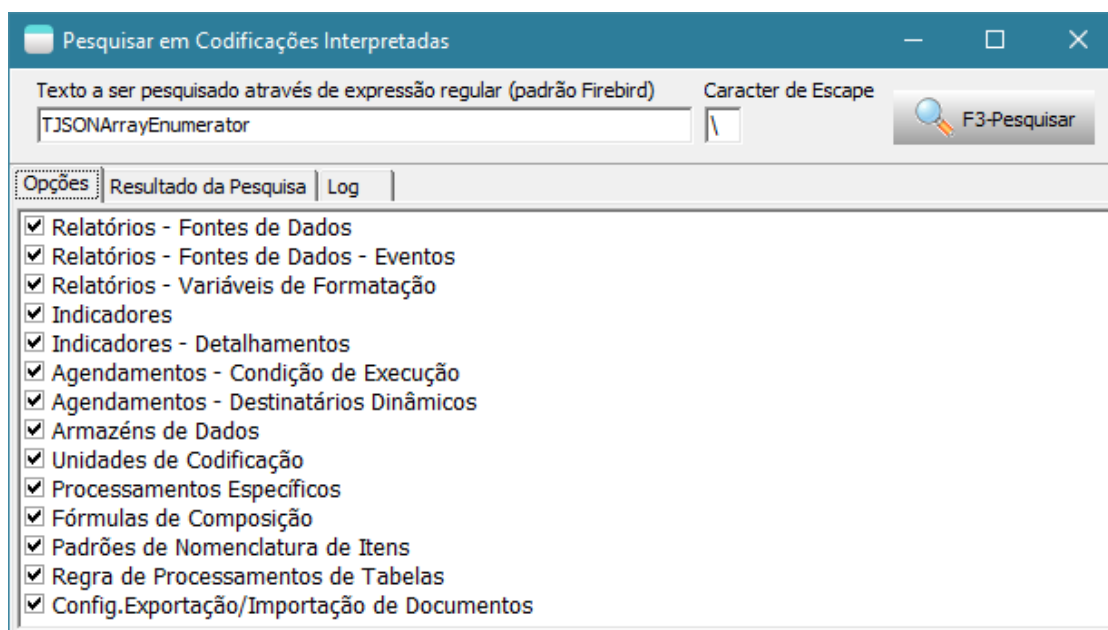 Pesquisar em Codificações Interpretadas
Texto a ser pesquisado através de expressão regular (padrão Firebird) Caracter de Escape
TJSONArrayEnumerator \ F3-Pesquisar
Opções Resultado da Pesquisa Log
Relatórios - Fontes de Dados
Relatórios - Fontes de Dados - Eventos
Relatórios - Variáveis de Formatação
Indicadores
Indicadores - Detalhamentos
Agendamentos - Condição de Execução
Agendamentos - Destinatários Dinâmicos
Armazéns de Dados
Unidades de Codificação
Processamentos Específicos
Fórmulas de Composição
Padrões de Nomenclatura de Itens
Regra de Processamentos de Tabelas
Config.Exportação/Importação de Documentos